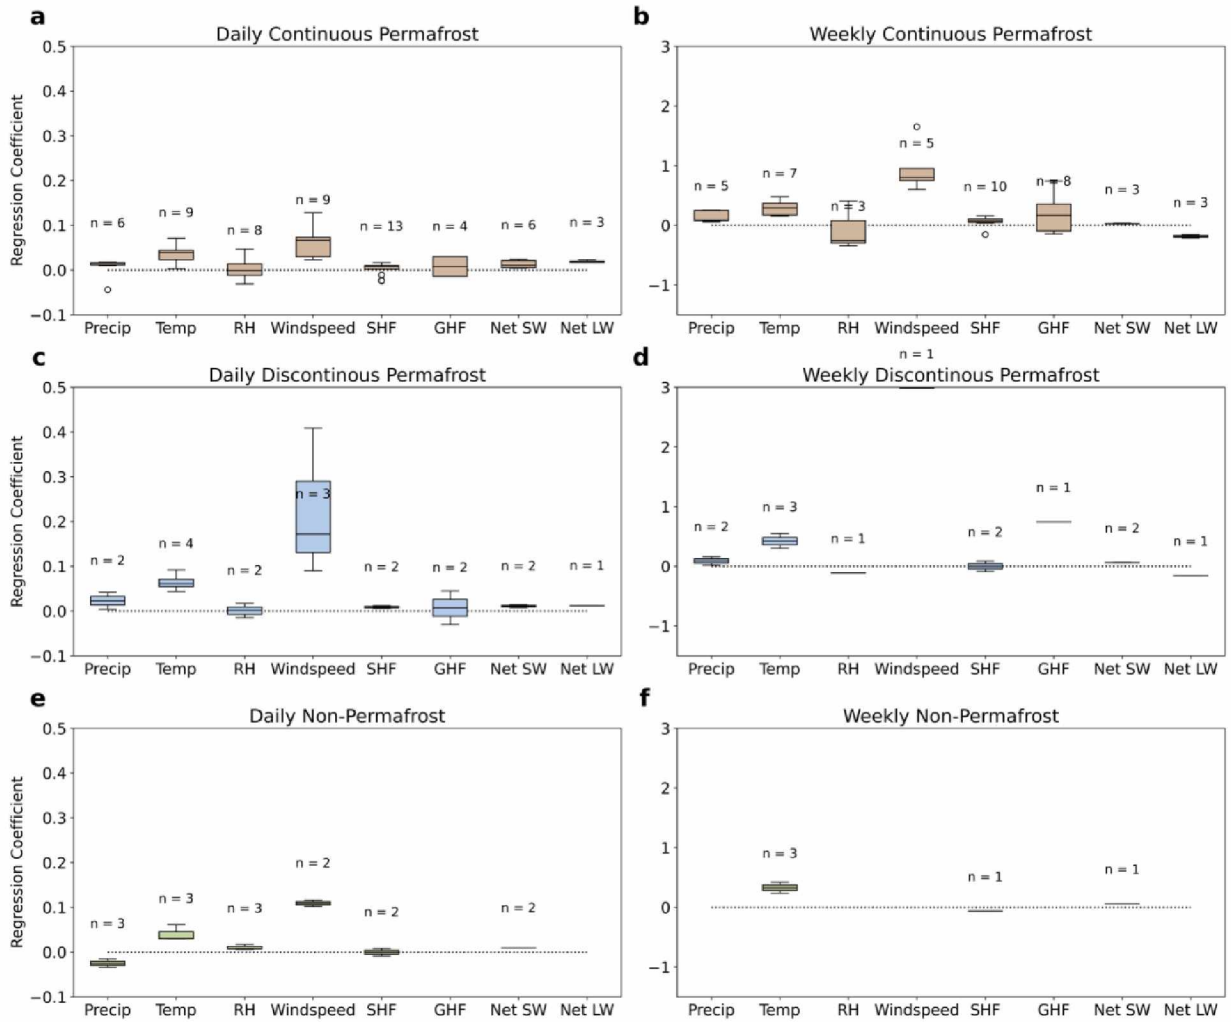 a
Daily Continuous Permafrost
Regression Coefficient
0.5
0.4
0.3
0.2
0.1
0.0
−0.1
n = 6
n = 9
n = 8
n = 9
n = 13
n = 4
n = 6
n = 3
Precip Temp RH Windspeed SHF GHF Net SW Net LW
b
Weekly Continuous Permafrost
3
2
1
0
−1
n = 5
n = 7
n = 3
n = 5
n = 10
n = 8
n = 3
n = 3
Precip Temp RH Windspeed SHF GHF Net SW Net LW
c
Daily Discontinous Permafrost
Regression Coefficient
0.5
0.4
0.3
0.2
0.1
0.0
−0.1
n = 2
n = 4
n = 2
n = 3
n = 2
n = 2
n = 2
n = 1
Precip Temp RH Windspeed SHF GHF Net SW Net LW
d
n = 1
Weekly Discontinous Permafrost
3
2
1
0
−1
n = 2
n = 3
n = 1
n = 2
n = 1
n = 2
n = 1
Precip Temp RH Windspeed SHF GHF Net SW Net LW
e
Daily Non-Permafrost
Regression Coefficient
0.5
0.4
0.3
0.2
0.1
0.0
−0.1
n = 3
n = 3
n = 3
n = 2
n = 2
n = 2
Precip Temp RH Windspeed SHF GHF Net SW Net LW
f
Weekly Non-Permafrost
3
2
1
0
−1
n = 3
n = 1
n = 1
Precip Temp RH Windspeed SHF GHF Net SW Net LW